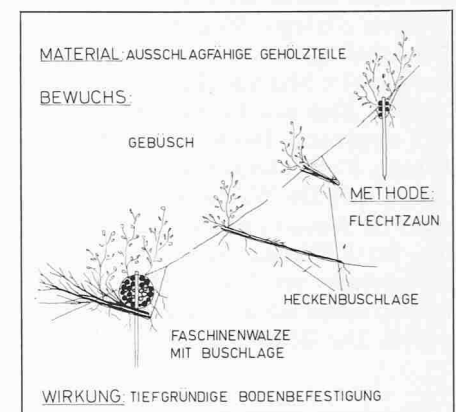 MATERIAL: AUSSCHLAGFÄHIGE GEHÖLZTEILE
BEWUCHS:
GEBÜSCH
METHODE:
FLECHTZAUN
HECKENBUSCHLAGE
FASCHINENWALZE
MIT BUSCHLAGE
WIRKUNG: TIEFGRÜNDIGE BODENBEFESTIGUNG